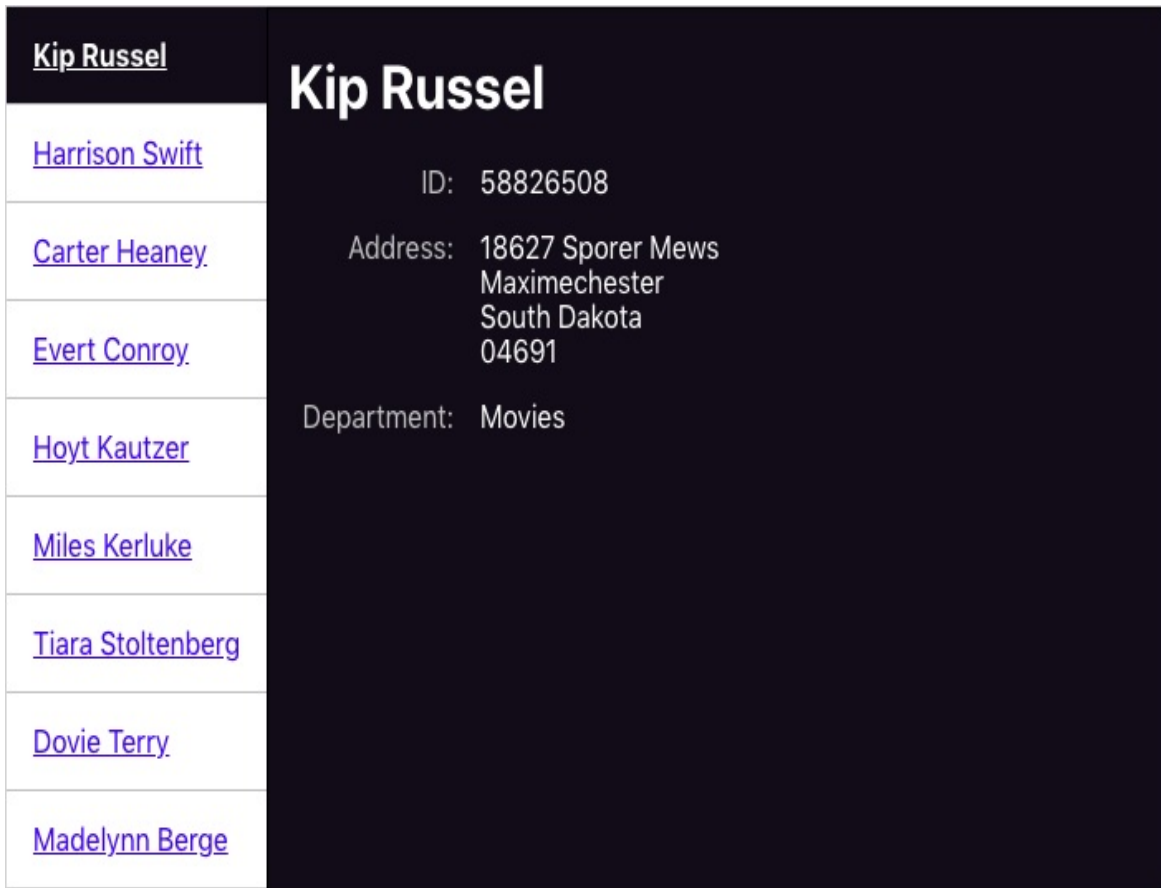 Kip Russel
Harrison Swift
Carter Heaney
Evert Conroy
Hoyt Kautzer
Miles Kerluke
Tiara Stoltenberg
Dovie Terry
Madelynn Berge
Kip Russel
ID: 58826508
Address: 18627 Sporer Mews
Maximechester
South Dakota
04691
Department: Movies